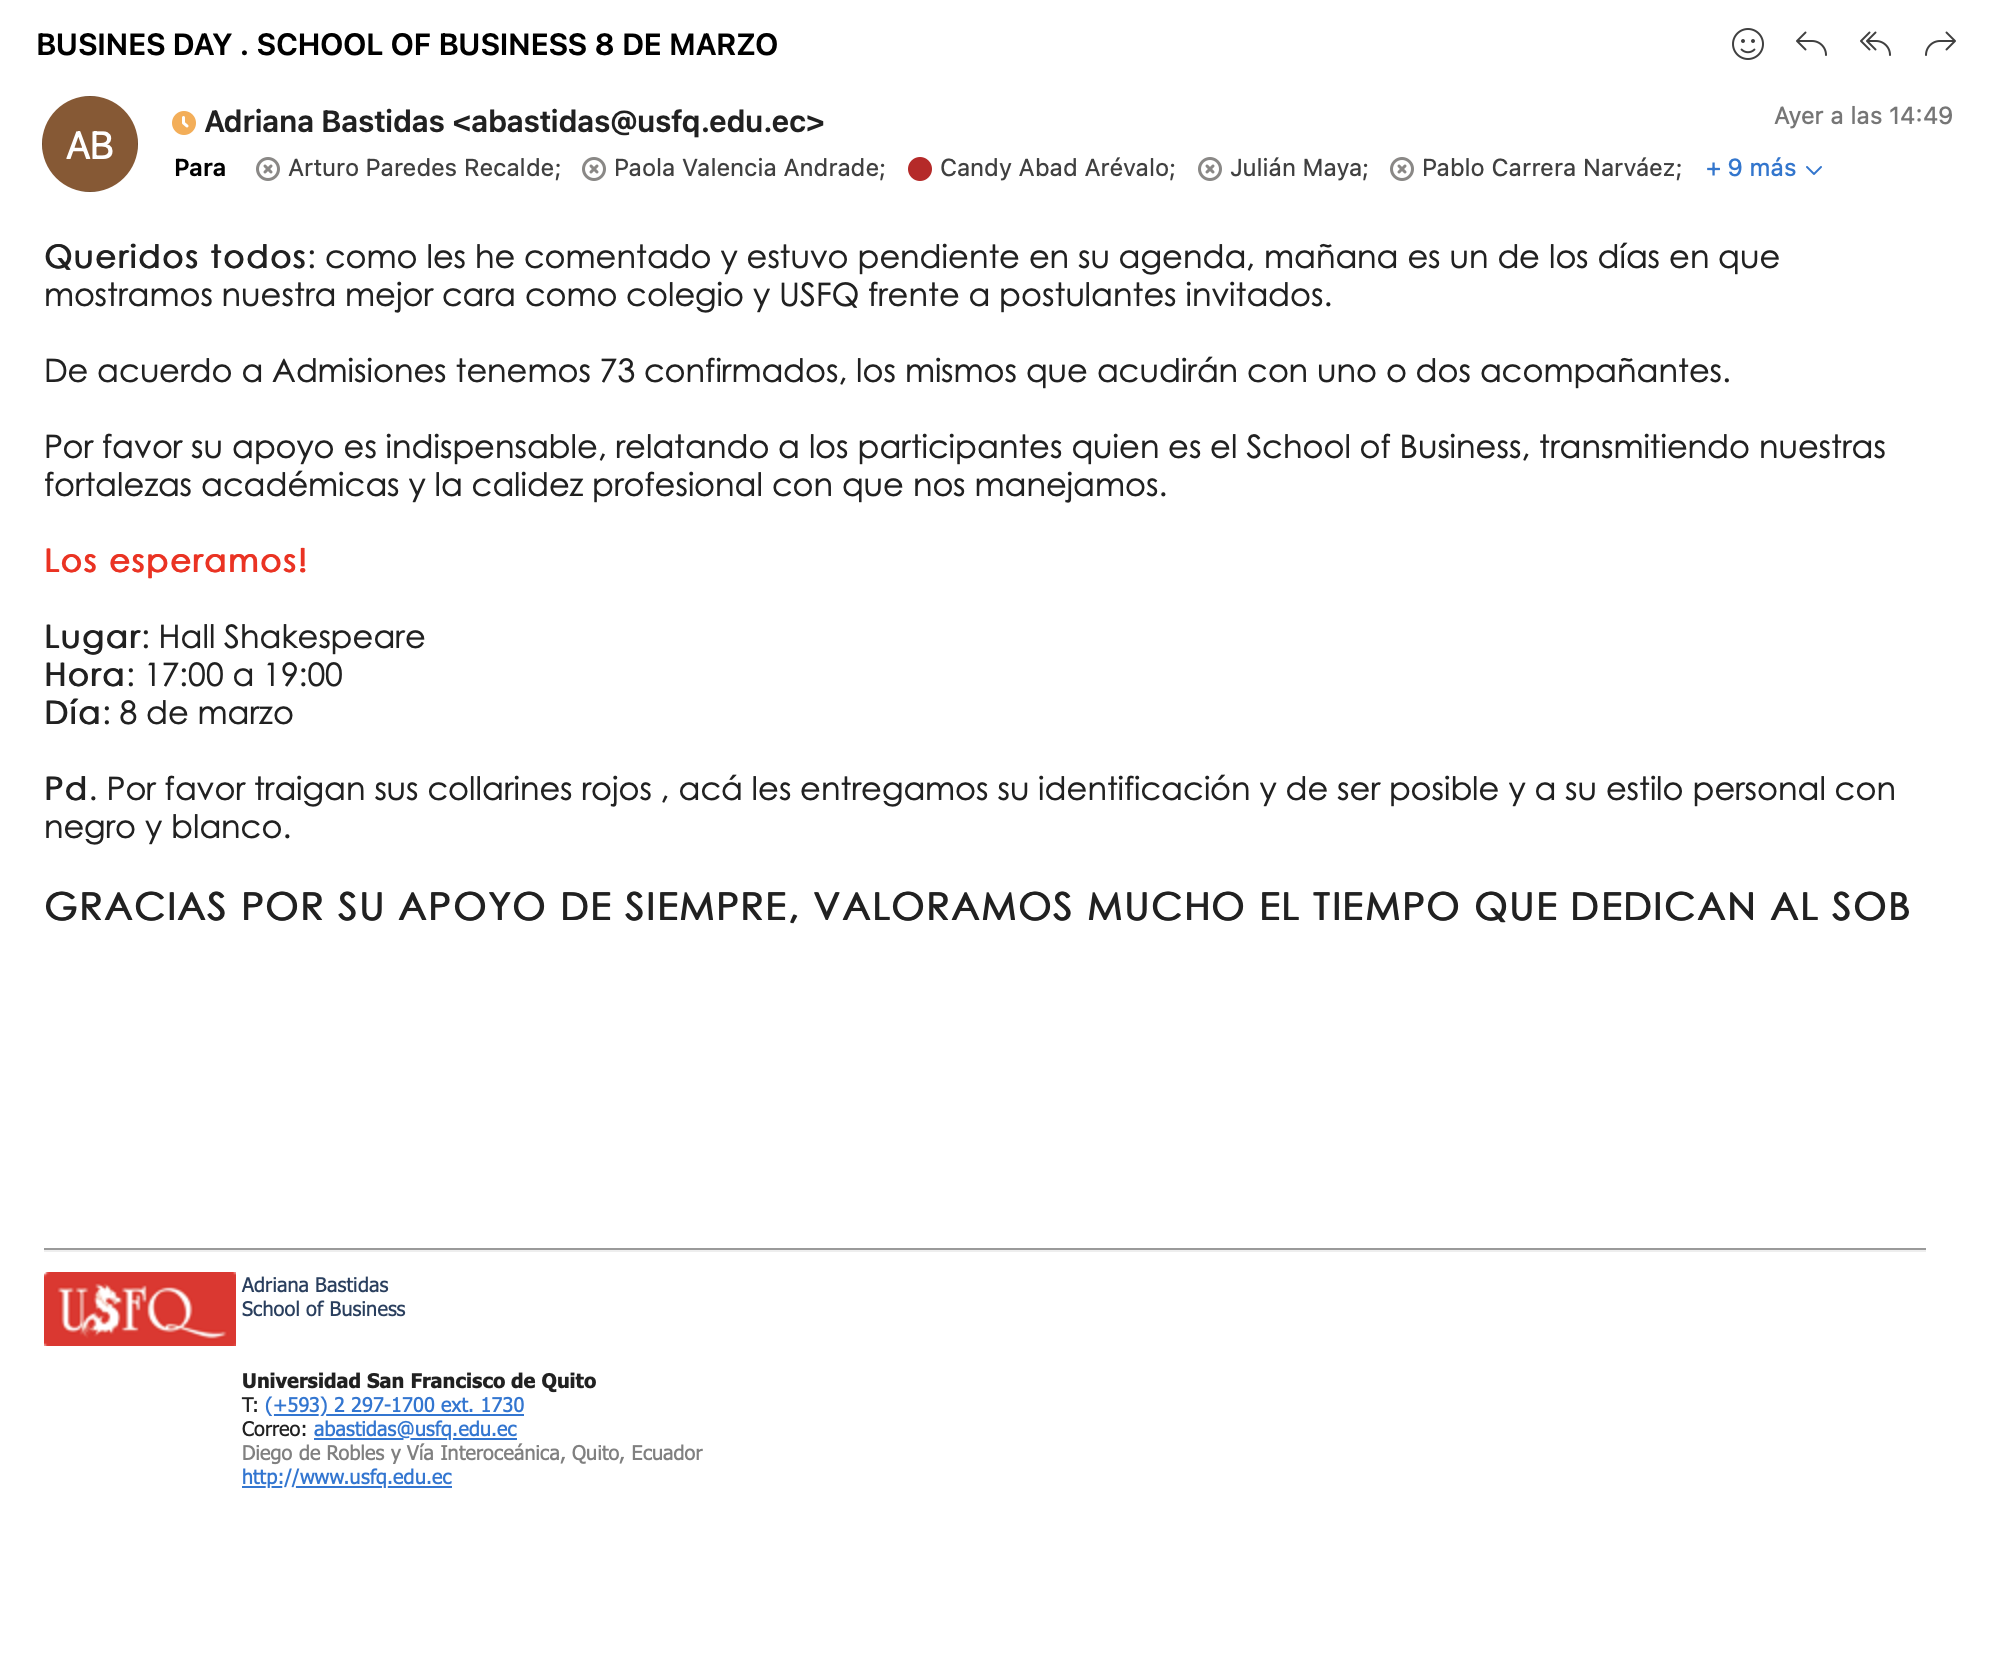 BUSINES DAY . SCHOOL OF BUSINESS 8 DE MARZO
AB
Adriana Bastidas <abastidas@usfq.edu.ec>
Ayer a las 14:49
Para Arturo Paredes Recalde; Paola Valencia Andrade; Candy Abad Arévalo; Julián Maya; Pablo Carrera Narváez; + 9 más
Queridos todos: como les he comentado y estuvo pendiente en su agenda, mañana es un de los días en que
mostramos nuestra mejor cara como colegio y USFQ frente a postulantes invitados.
De acuerdo a Admisiones tenemos 73 confirmados, los mismos que acudirán con uno o dos acompañantes.
Por favor su apoyo es indispensable, relatando a los participantes quien es el School of Business, transmitiendo nuestras
fortalezas académicas y la calidez profesional con que nos manejamos.
Los esperamos!
Lugar: Hall Shakespeare
Hora: 17:00 a 19:00
Día: 8 de marzo
Pd. Por favor traigan sus collarines rojos , acá les entregamos su identificación y de ser posible y a su estilo personal con
negro y blanco.
GRACIAS POR SU APOYO DE SIEMPRE, VALORAMOS MUCHO EL TIEMPO QUE DEDICAN AL SOB
USFQ
Adriana Bastidas
School of Business
Universidad San Francisco de Quito
T: (+593) 2 297-1700 ext. 1730
Correo: abastidas@usfq.edu.ec
Diego de Robles y Vía Interoceánica, Quito, Ecuador
http://www.usfq.edu.ec